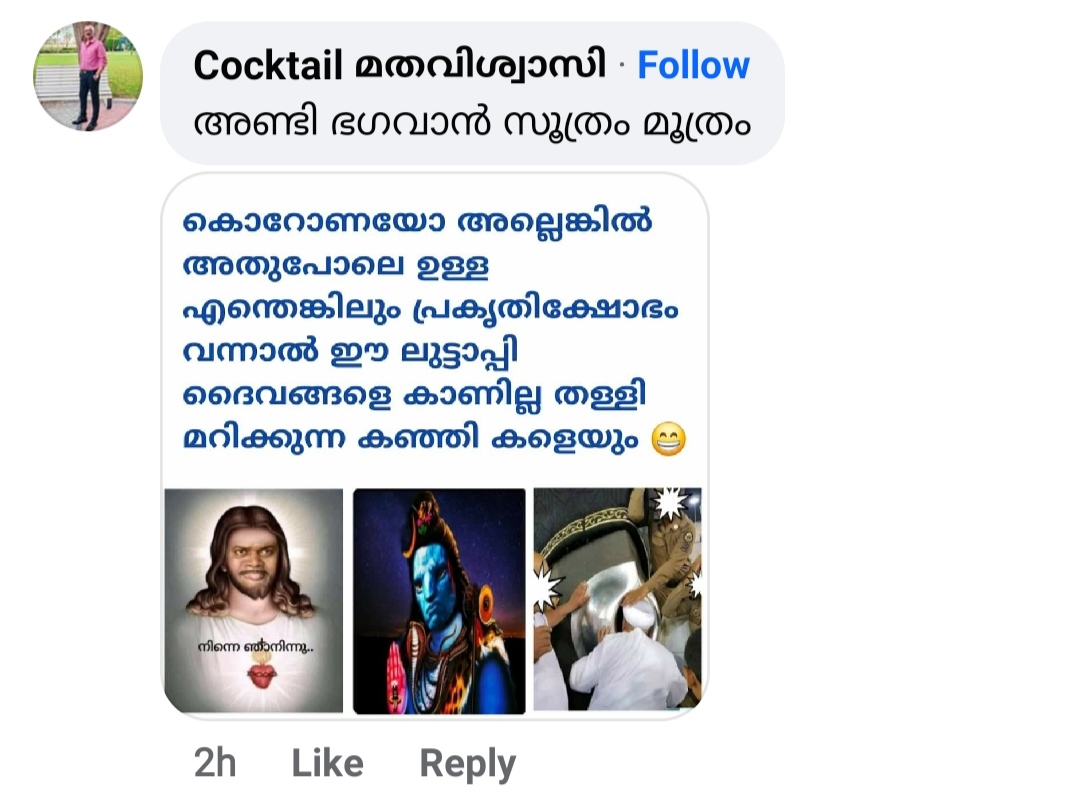 Cocktail മതവിശ്വാസി · Follow
അണ്ടി ഭഗവാൻ സൂത്രം മൂത്രം
കൊറോണയോ അല്ലെങ്കിൽ
അതുപോലെ ഉള്ള
എന്തെങ്കിലും പ്രകൃതിക്ഷോഭം
വന്നാൽ ഈ ലുട്ടാപ്പി
ദൈവങ്ങളെ കാണില്ല തള്ളി
മറിക്കുന്ന കഞ്ഞി കളെയും 😁
നിന്നെ ഞാനിന്നു..
2h Like Reply